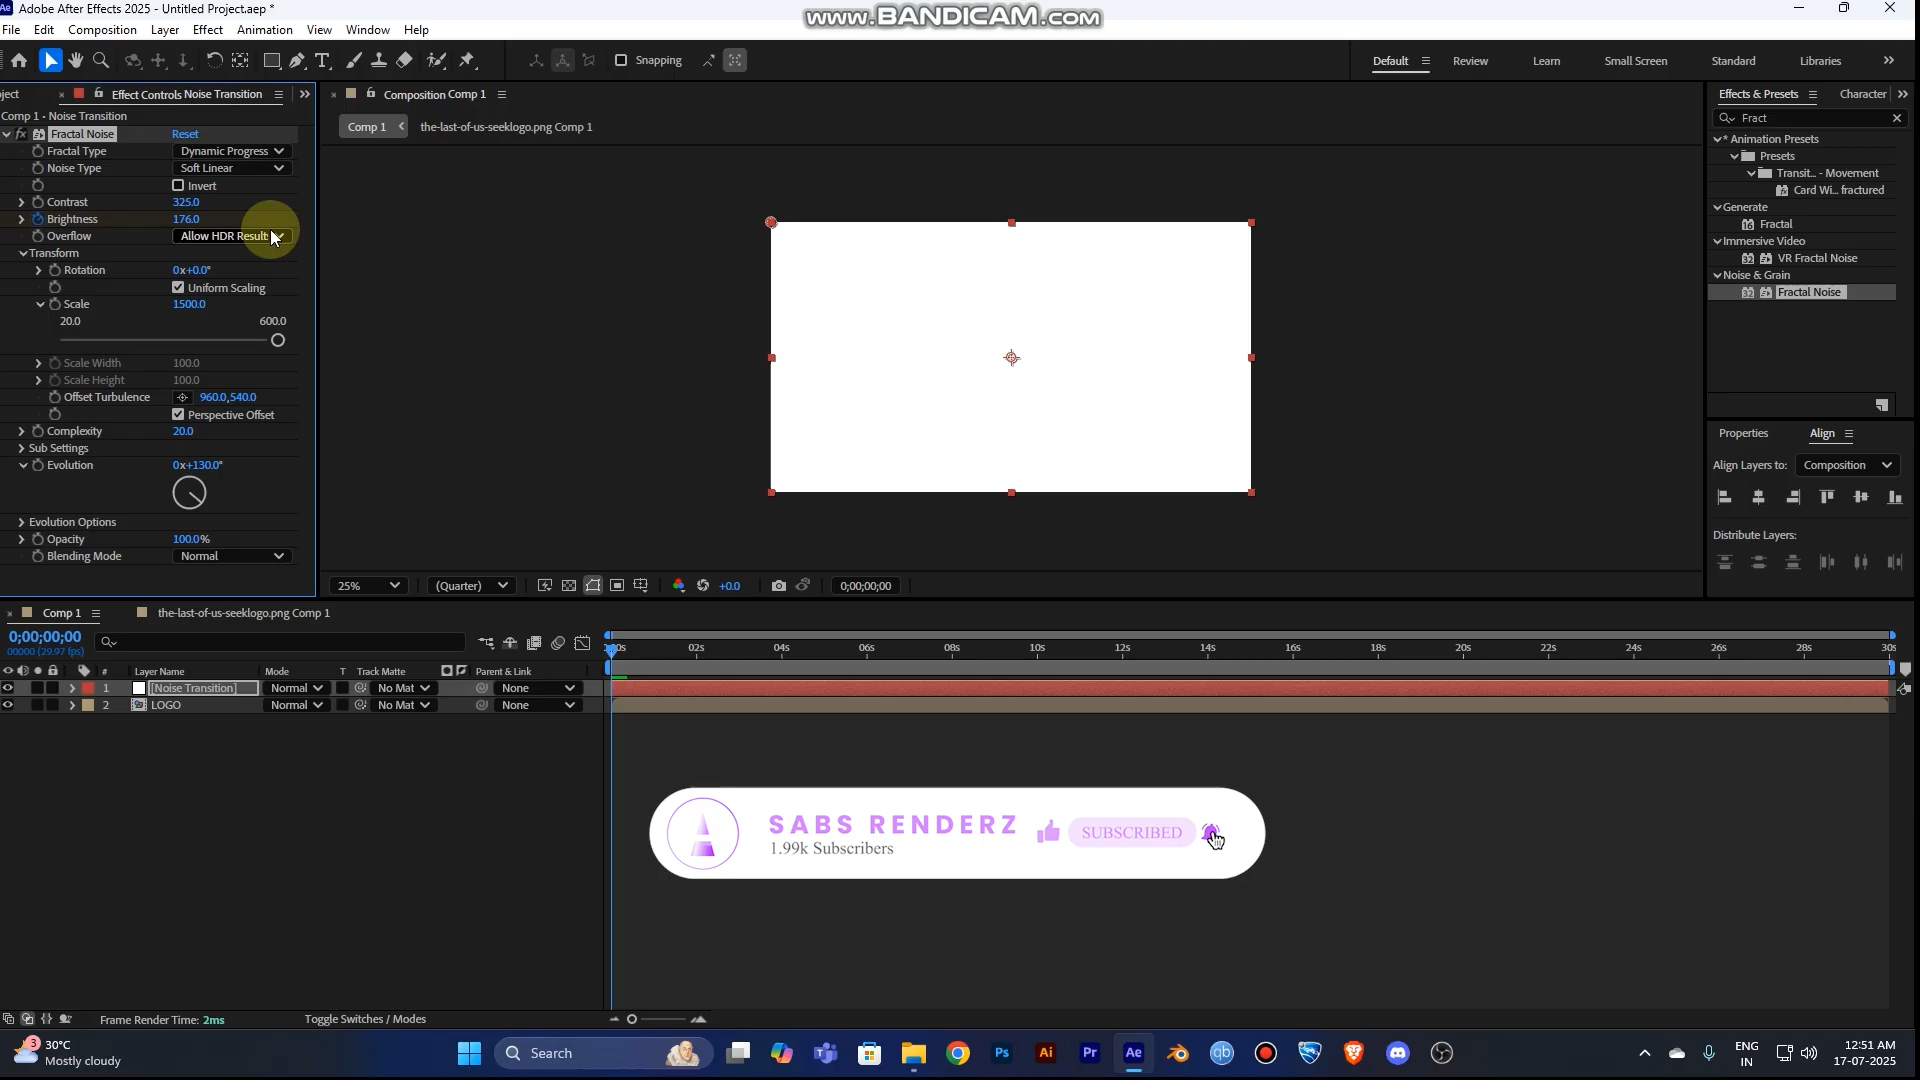 Adobe After Effects 2025 - Untitled Project.aep *
www.BANDICAM.com
File Edit Composition Layer Effect Animation View Window Help
Snapping
Default Review Learn Small Screen Standard Libraries
ject Effect Controls Noise Transition
Composition Comp 1
Effects & Presets Character
Comp 1 • Noise Transition
Comp 1 the-last-of-us-seeklogo.png Comp 1
Fract
fx Fractal Noise Reset
Fractal Type Dynamic Progress
Noise Type Soft Linear
Invert
Contrast 325.0
Brightness 176.0
Overflow Allow HDR Results
Transform
Rotation 0x+0.0°
Uniform Scaling
Scale 1500.0
20.0 600.0
Scale Width 100.0
Scale Height 100.0
Offset Turbulence 960.0,540.0
Perspective Offset
Complexity 20.0
Sub Settings
Evolution 0x+130.0°
Evolution Options
Opacity 100.0%
Blending Mode Normal
* Animation Presets
Presets
Transit... - Movement
Card Wi... fractured
Generate
Fractal
Immersive Video
VR Fractal Noise
Noise & Grain
Fractal Noise
Properties Align
Align Layers to: Composition
Distribute Layers:
25% (Quarter) +0.0 0;00;00;00
Comp 1 the-last-of-us-seeklogo.png Comp 1
0;00;00;00
00000 (29.97 fps)
02s 04s 06s 08s 10s 12s 14s 16s 18s 20s 22s 24s 26s 28s 30s
# Layer Name Mode T Track Matte Parent & Link
1 [Noise Transition] Normal No Mat None
2 LOGO Normal No Mat None
SABS RENDERZ
1.99k Subscribers
SUBSCRIBED
Frame Render Time: 2ms Toggle Switches / Modes
3
30°C
Mostly cloudy
Search
Ps Ai Pr Ae qb
ENG
IN
12:51 AM
17-07-2025